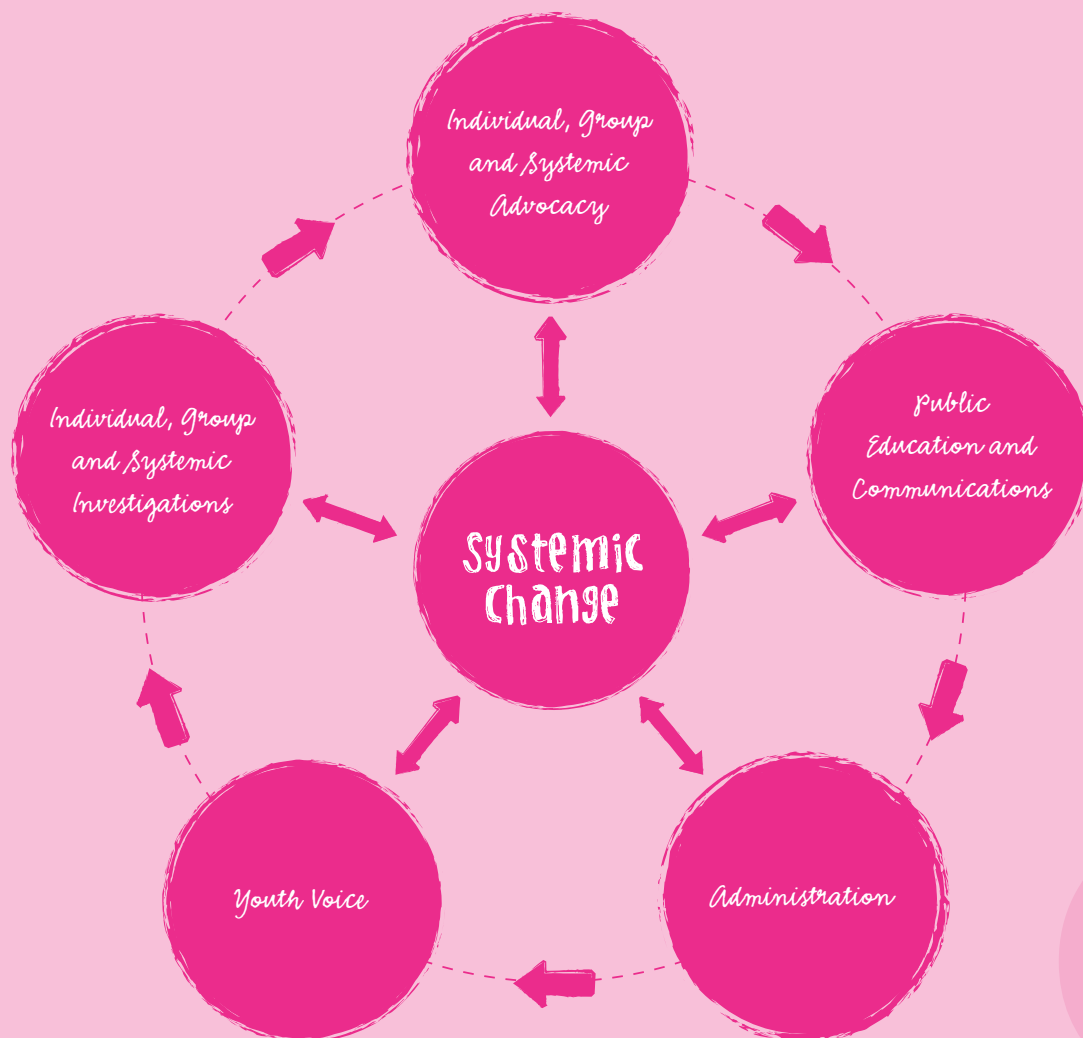 Individual, Group
and Systemic
Advocacy
Individual, Group
and Systemic
Investigations
Public
Education and
Communications
Systemic
Change
Youth Voice
Administration